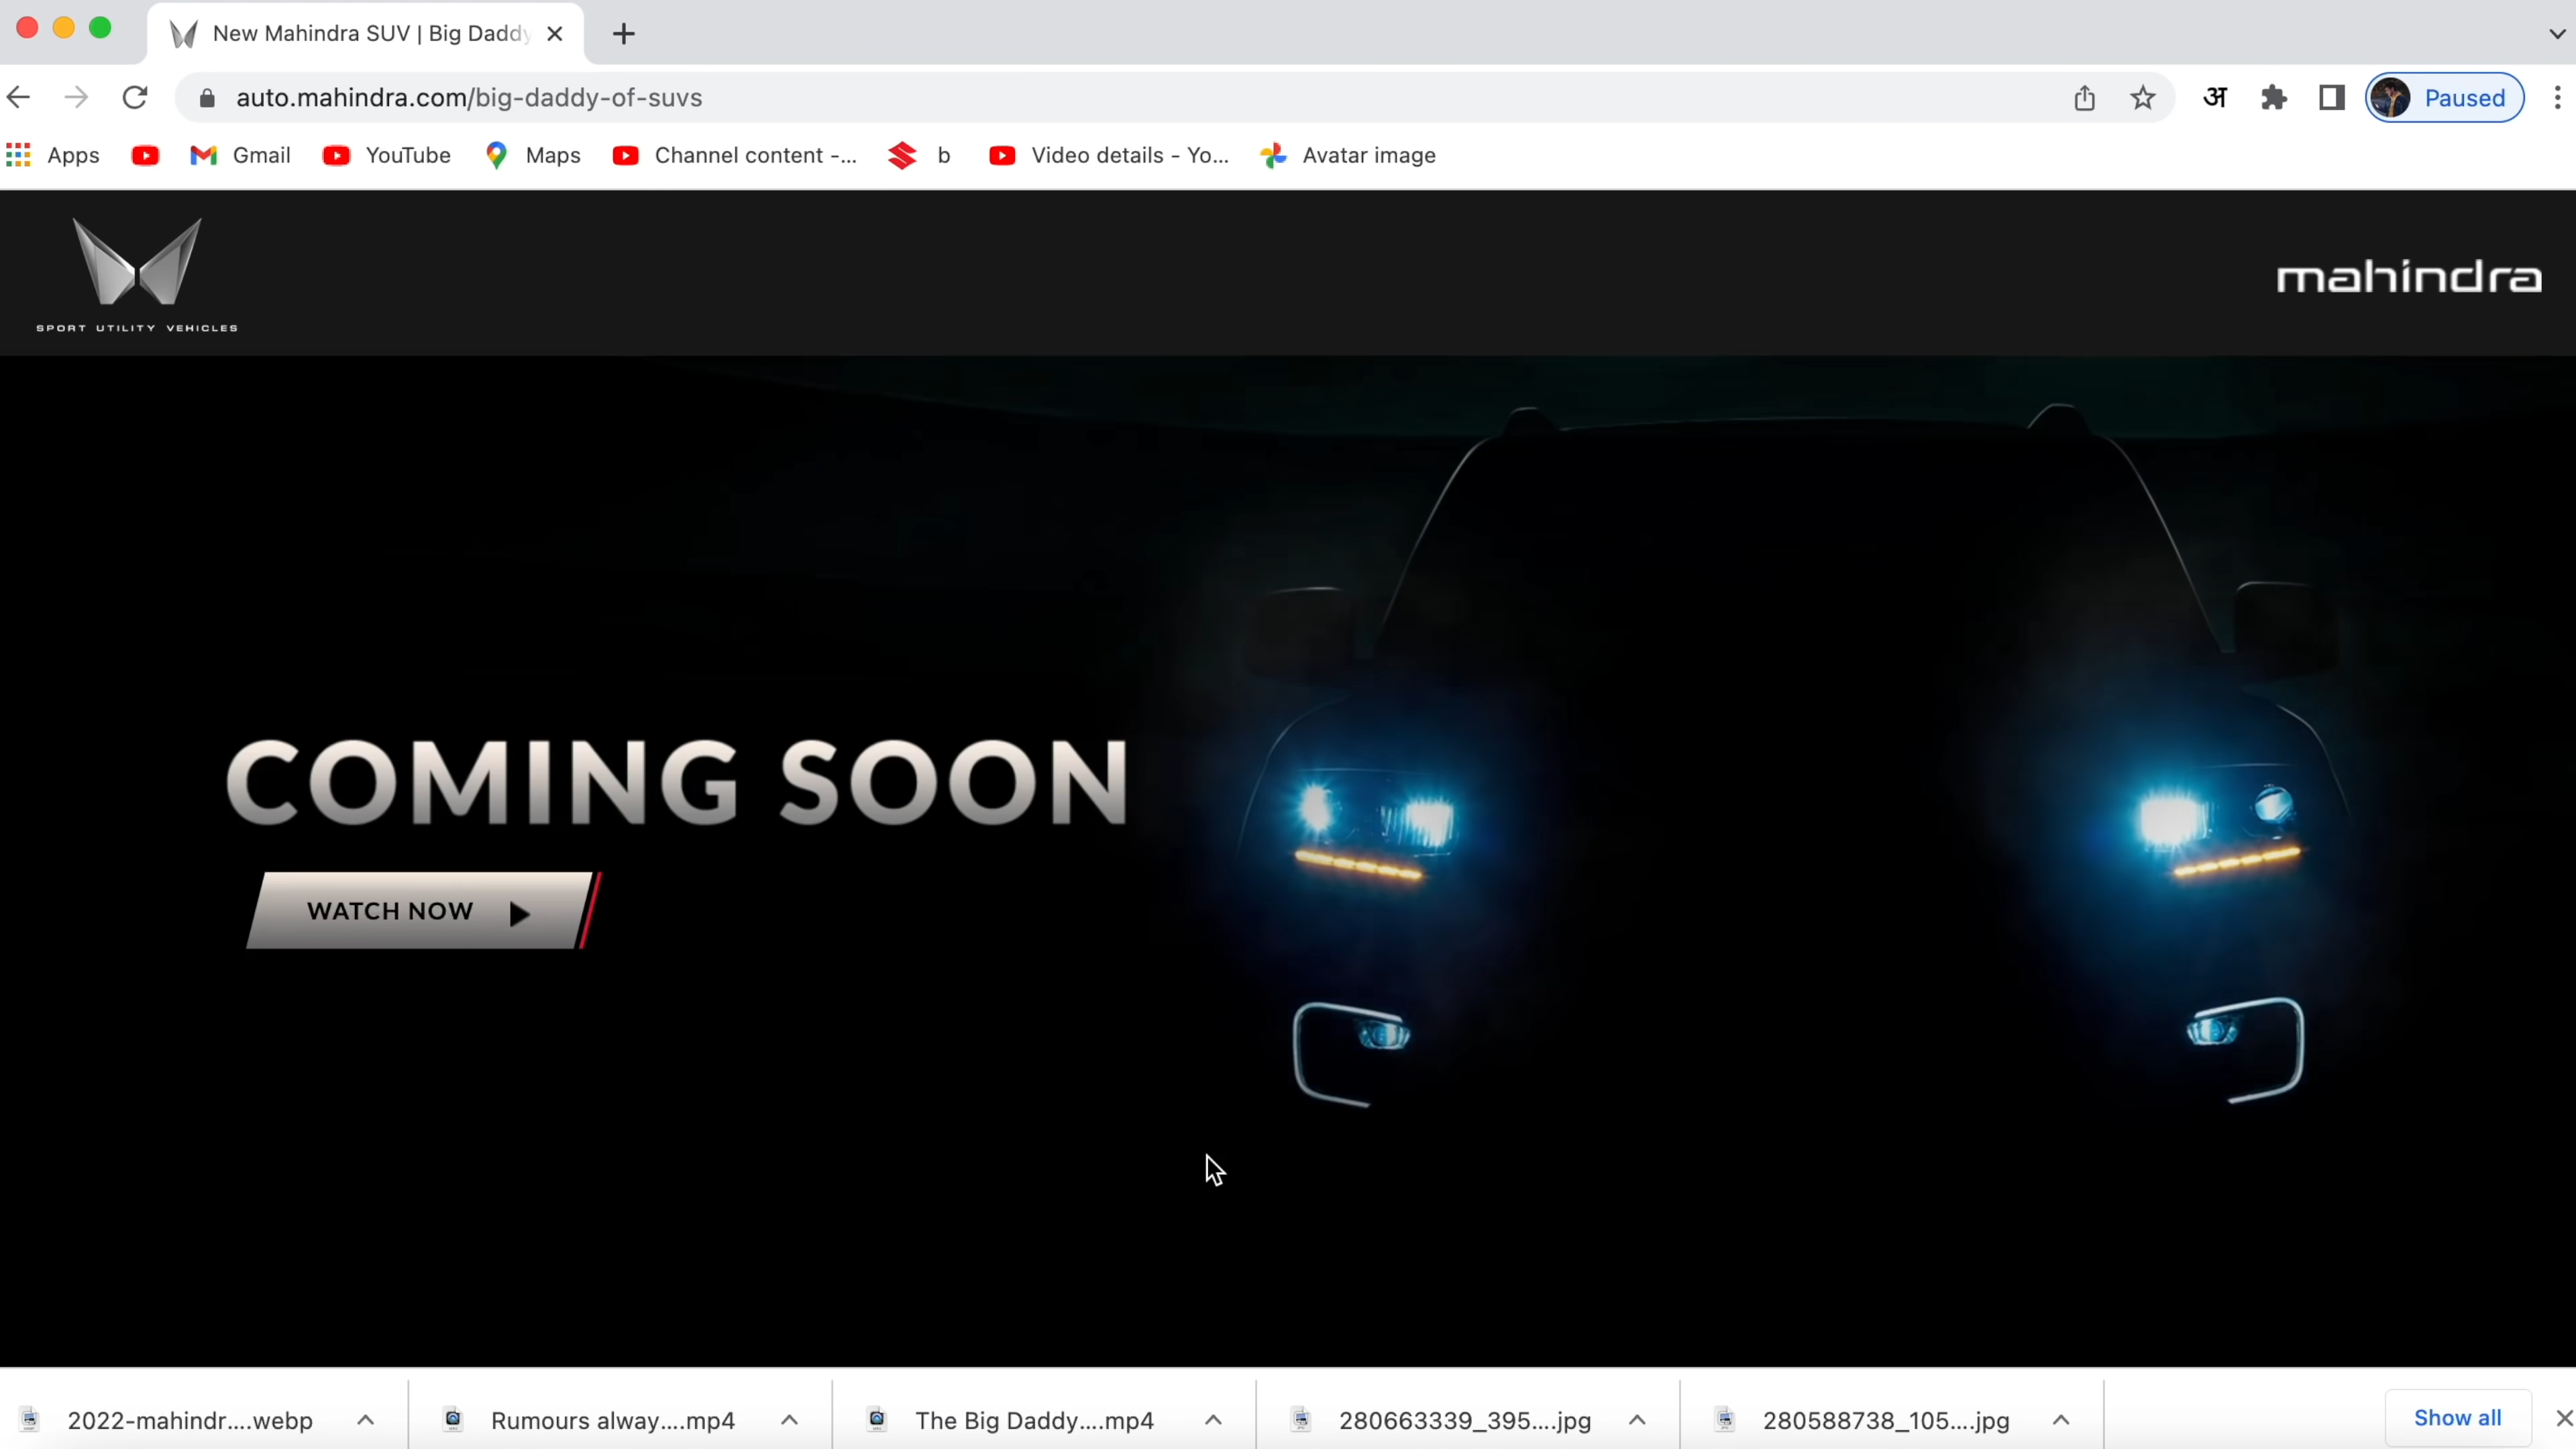 New Mahindra SUV | Big Daddy
auto.mahindra.com/big-daddy-of-suvs
अ
Paused
Apps
Gmail
YouTube
Maps
Channel content -...
b
Video details - Yo...
Avatar image
SPORT UTILITY VEHICLES
mahindra
COMING SOON
WATCH NOW
2022-mahindr....webp
Rumours alway....mp4
The Big Daddy....mp4
280663339_395....jpg
280588738_105....jpg
Show all